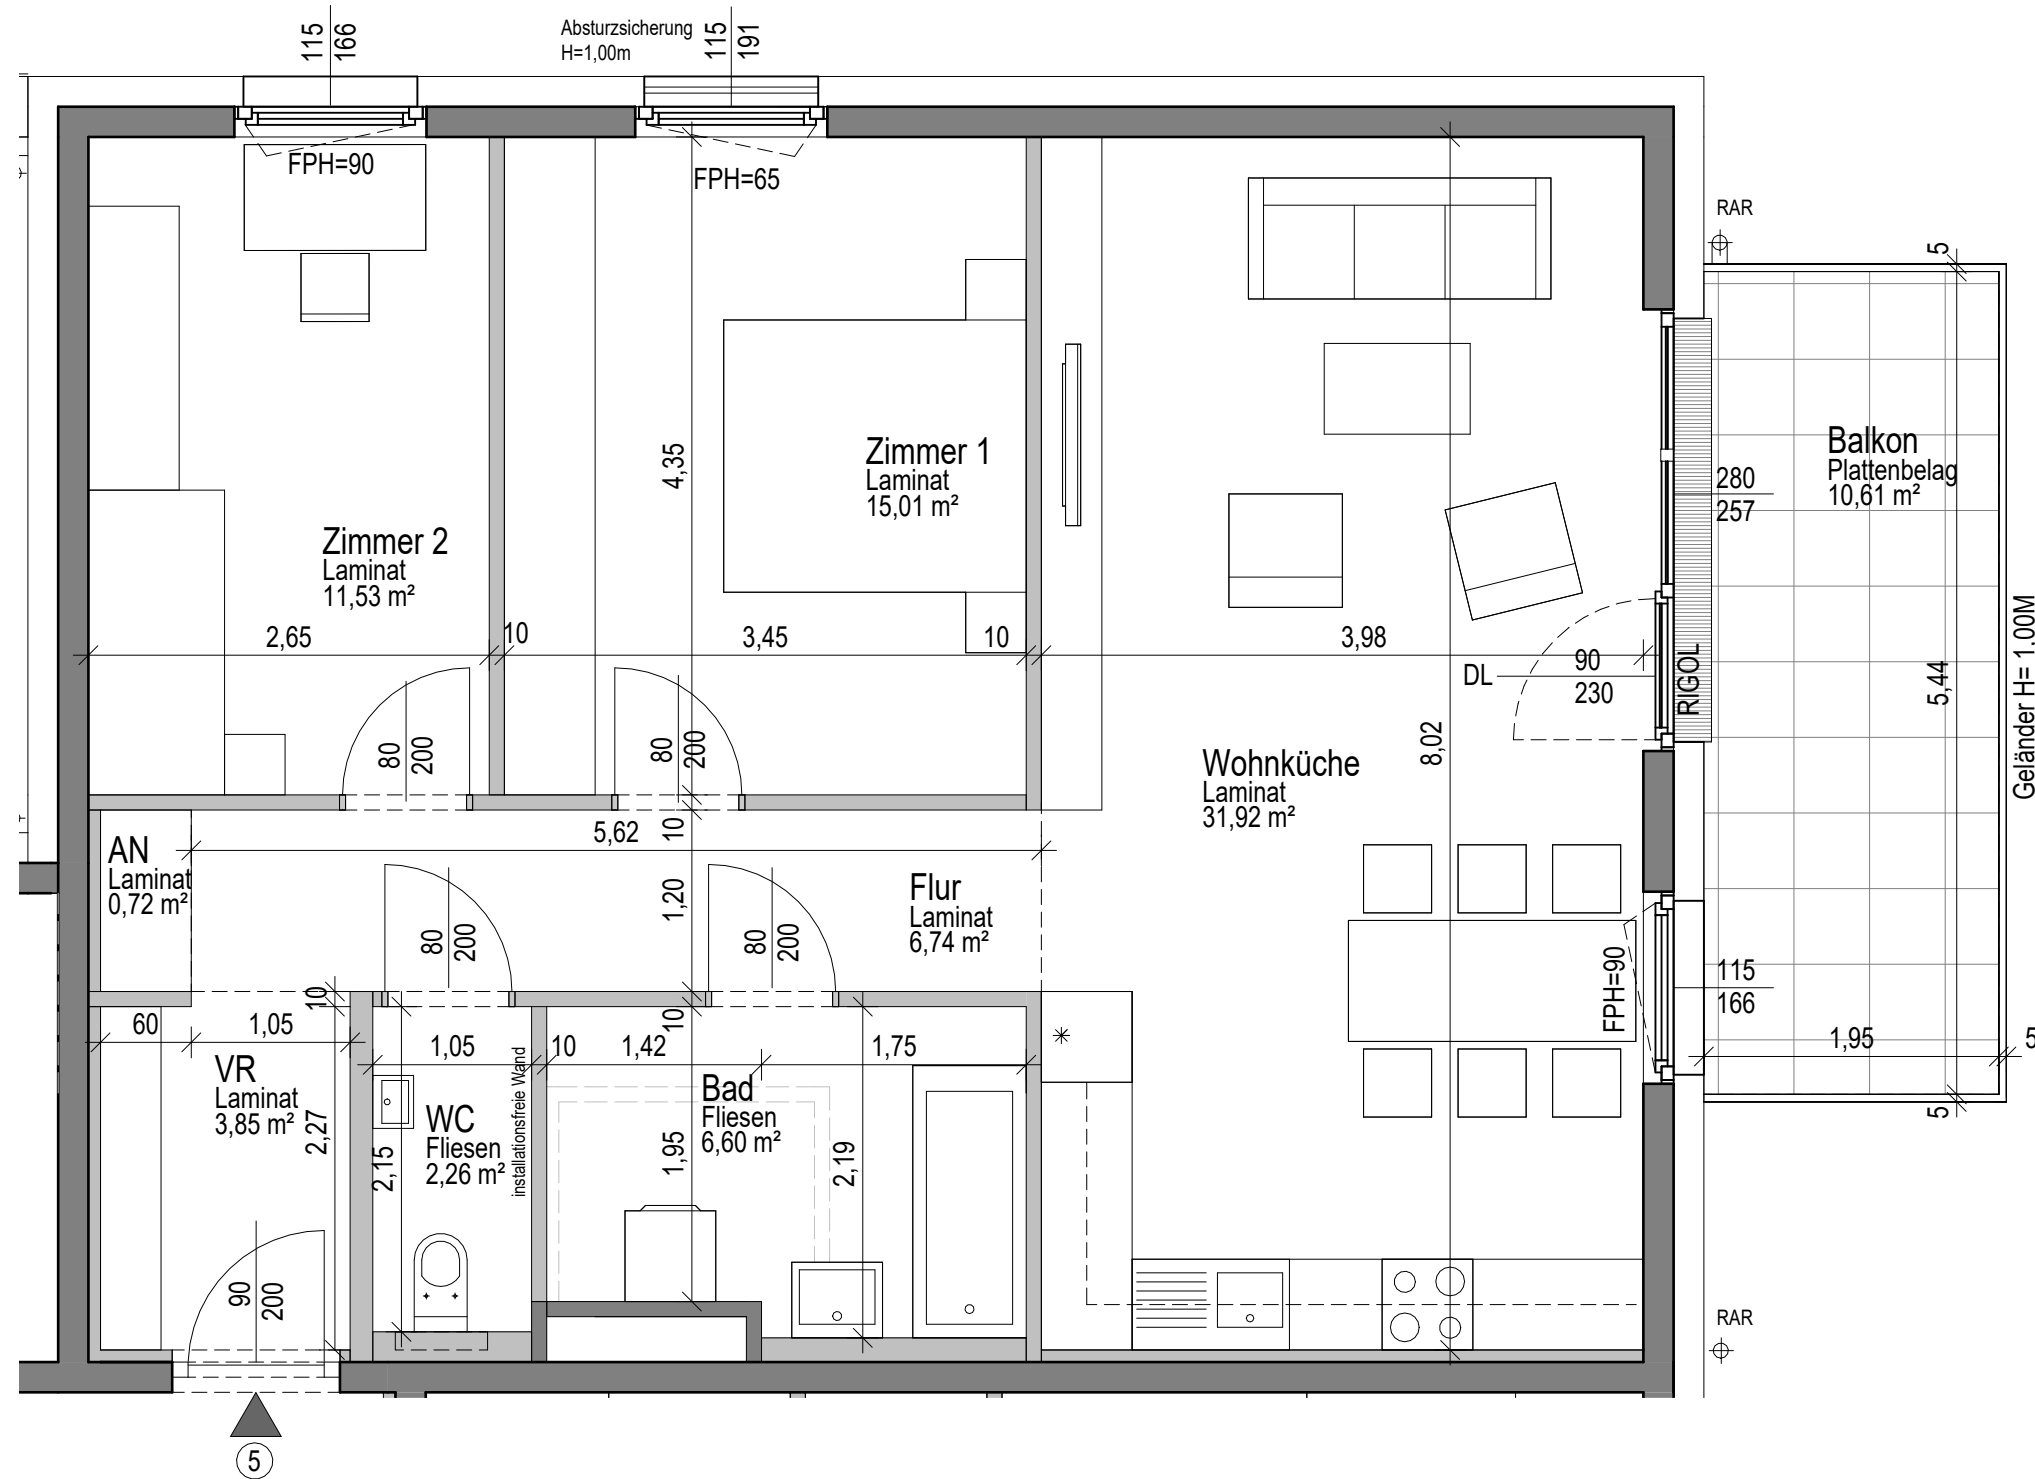 115
166
Absturzsicherung
H=1,00m
115
191
FPH=90
FPH=65
RAR
5
Zimmer 1
Laminat
15,01 m²
4,35
Balkon
Plattenbelag
10,61 m²
280
257
Zimmer 2
Laminat
11,53 m²
2,65
10
3,45
10
3,98
DL
90
230
RIGOL
5,44
Geländer H= 1.00M
80
200
80
200
8,02
Wohnküche
Laminat
31,92 m²
5,62
10
AN
Laminat
0,72 m²
1,20
Flur
Laminat
6,74 m²
80
200
80
200
FPH=90
115
166
10
60
1,05
10
1,05
10
1,42
1,75
*
1,95
5
VR
Laminat
3,85 m²
2,27
WC
Fliesen
2,26 m²
2,15
installationsfreie Wand
Bad
Fliesen
6,60 m²
1,95
2,19
5
90
200
RAR
5